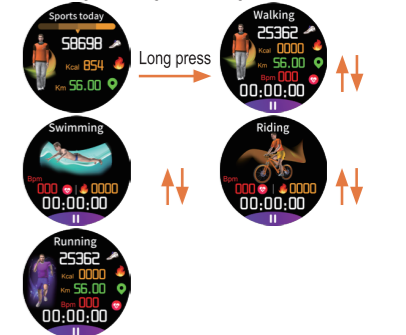 Sports today
58698
Kcal 854
Km 56.00
Long press
Walking
25362
Kcal 0000
Km 56.00
Bpm 000
00:00:00
Swimming
Bpm
000 0000
00:00:00
Riding
Bpm
000 0000
00:00:00
Running
25362
Kcal 0000
Km 56.00
Bpm 000
00:00:00